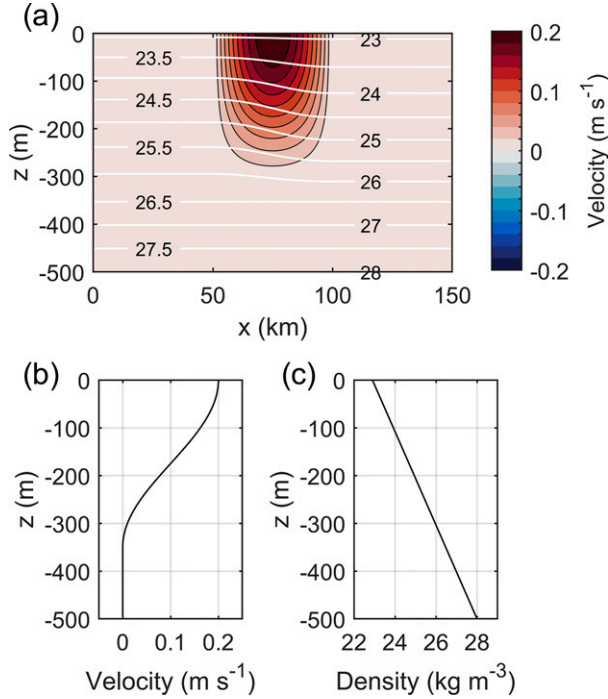 (a)
0
-100
-200
-300
-400
-500
z (m)
23
23.5
24
24.5
25
25.5
26
26.5
27
27.5
28
0 50 100 150
x (km)
0.2
0.1
0
-0.1
-0.2
Velocity (m s⁻¹)
(b)
0
-100
-200
-300
-400
-500
z (m)
0 0.1 0.2
Velocity (m s⁻¹)
(c)
0
-100
-200
-300
-400
-500
z (m)
22 24 26 28
Density (kg m⁻³)